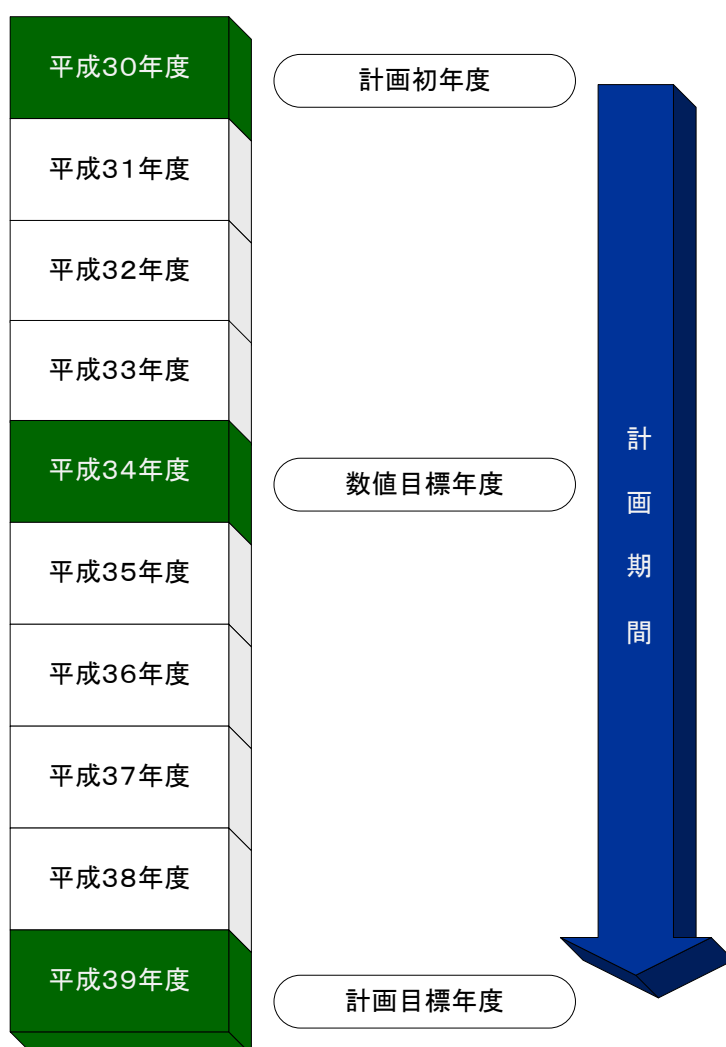 平成30年度
計画初年度
平成31年度
平成32年度
平成33年度
平成34年度
数値目標年度
平成35年度
平成36年度
平成37年度
平成38年度
平成39年度
計画目標年度
計画期間